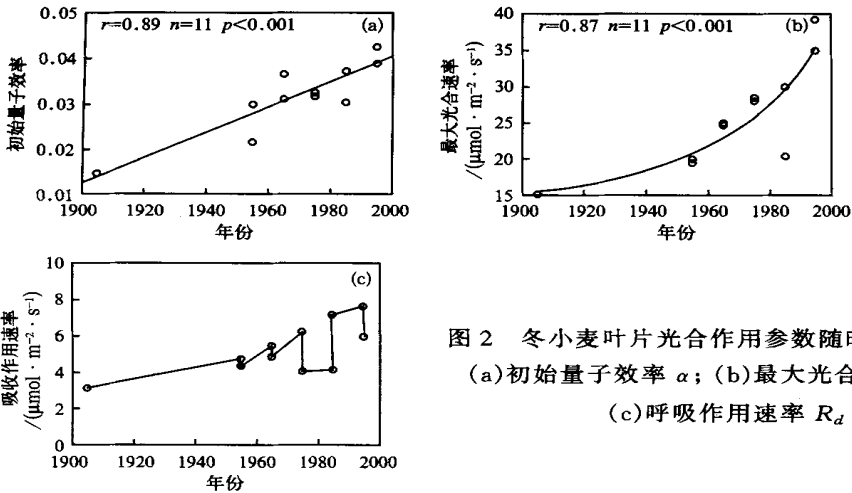 r=0.89 n=11 p<0.001 (a)
初始量子效率
0.05
0.04
0.03
0.02
0.01
1900 1920 1940 1960 1980 2000
年份
r=0.87 n=11 p<0.001 (b)
最大光合速率
/(μmol·m⁻²·s⁻¹)
40
35
30
25
20
15
1900 1920 1940 1960 1980 2000
年份
(c)
吸收作用速率
/(μmol·m⁻²·s⁻¹)
10
8
6
4
2
0
1900 1920 1940 1960 1980 2000
年份
图2 冬小麦叶片光合作用参数随
(a)初始量子效率 α; (b)最大光合
(c)呼吸作用速率 Rd